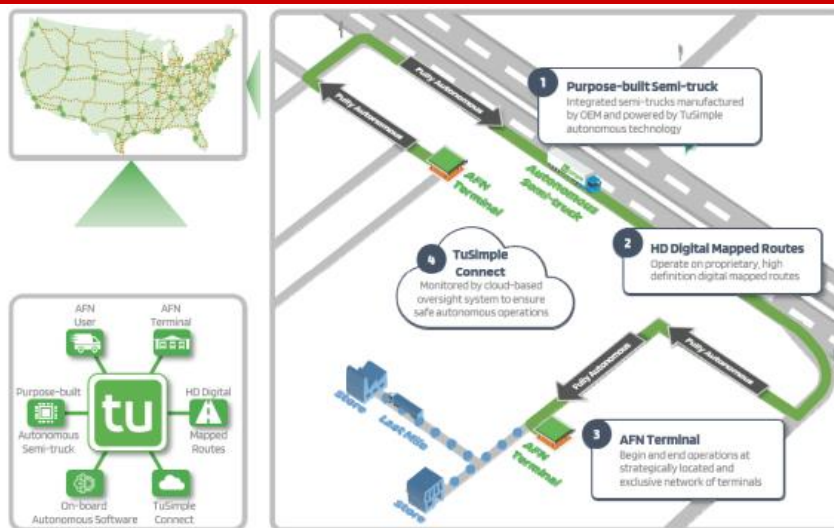 Fully Autonomous
Fully Autonomous
AFN
Terminal
Autonomous
Semi-truck
1
Purpose-built Semi-truck
Integrated semi-trucks manufactured
by OEM and powered by TuSimple
autonomous technology
2
HD Digital Mapped Routes
Operate on proprietary, high
definition digital mapped routes
4
TuSimple
Connect
Monitored by cloud-based
oversight system to ensure
safe autonomous operations
Fully Autonomous
Fully Autonomous
Store
Last Mile
Store
AFN
Terminal
3
AFN Terminal
Begin and end operations at
strategically located and
exclusive network of terminals
AFN
User
AFN
Terminal
Purpose-built
Autonomous
Semi-truck
tu
HD Digital
Mapped
Routes
On-board
Autonomous Software
TuSimple
Connect